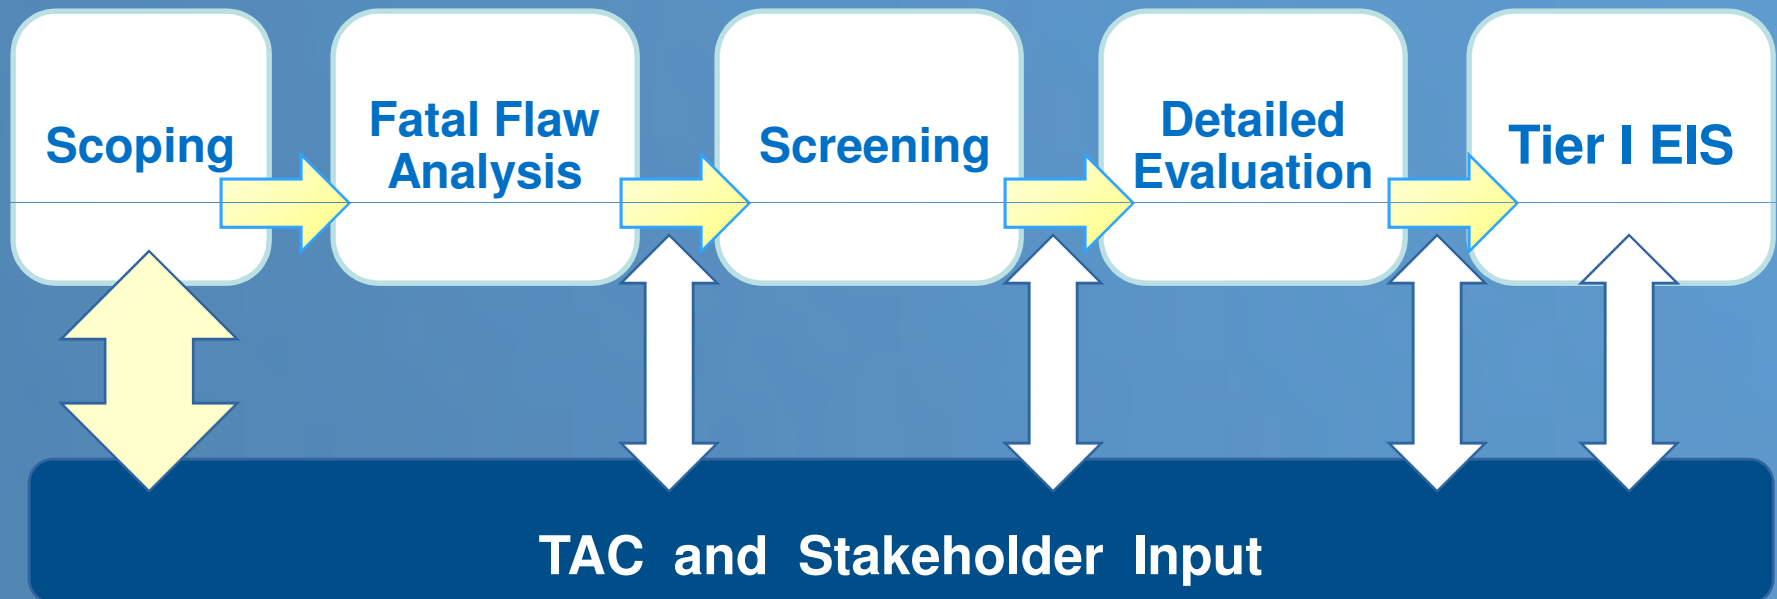 Scoping
Fatal Flaw
Analysis
Screening
Detailed
Evaluation
Tier I EIS
TAC and Stakeholder Input